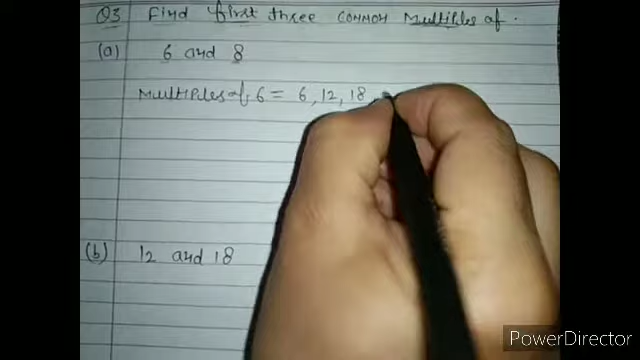 Q3 Find first three common Multiples of.
(a) 6 and 8
Multiples of 6 = 6, 12, 18
(b) 12 and 18
PowerDirector